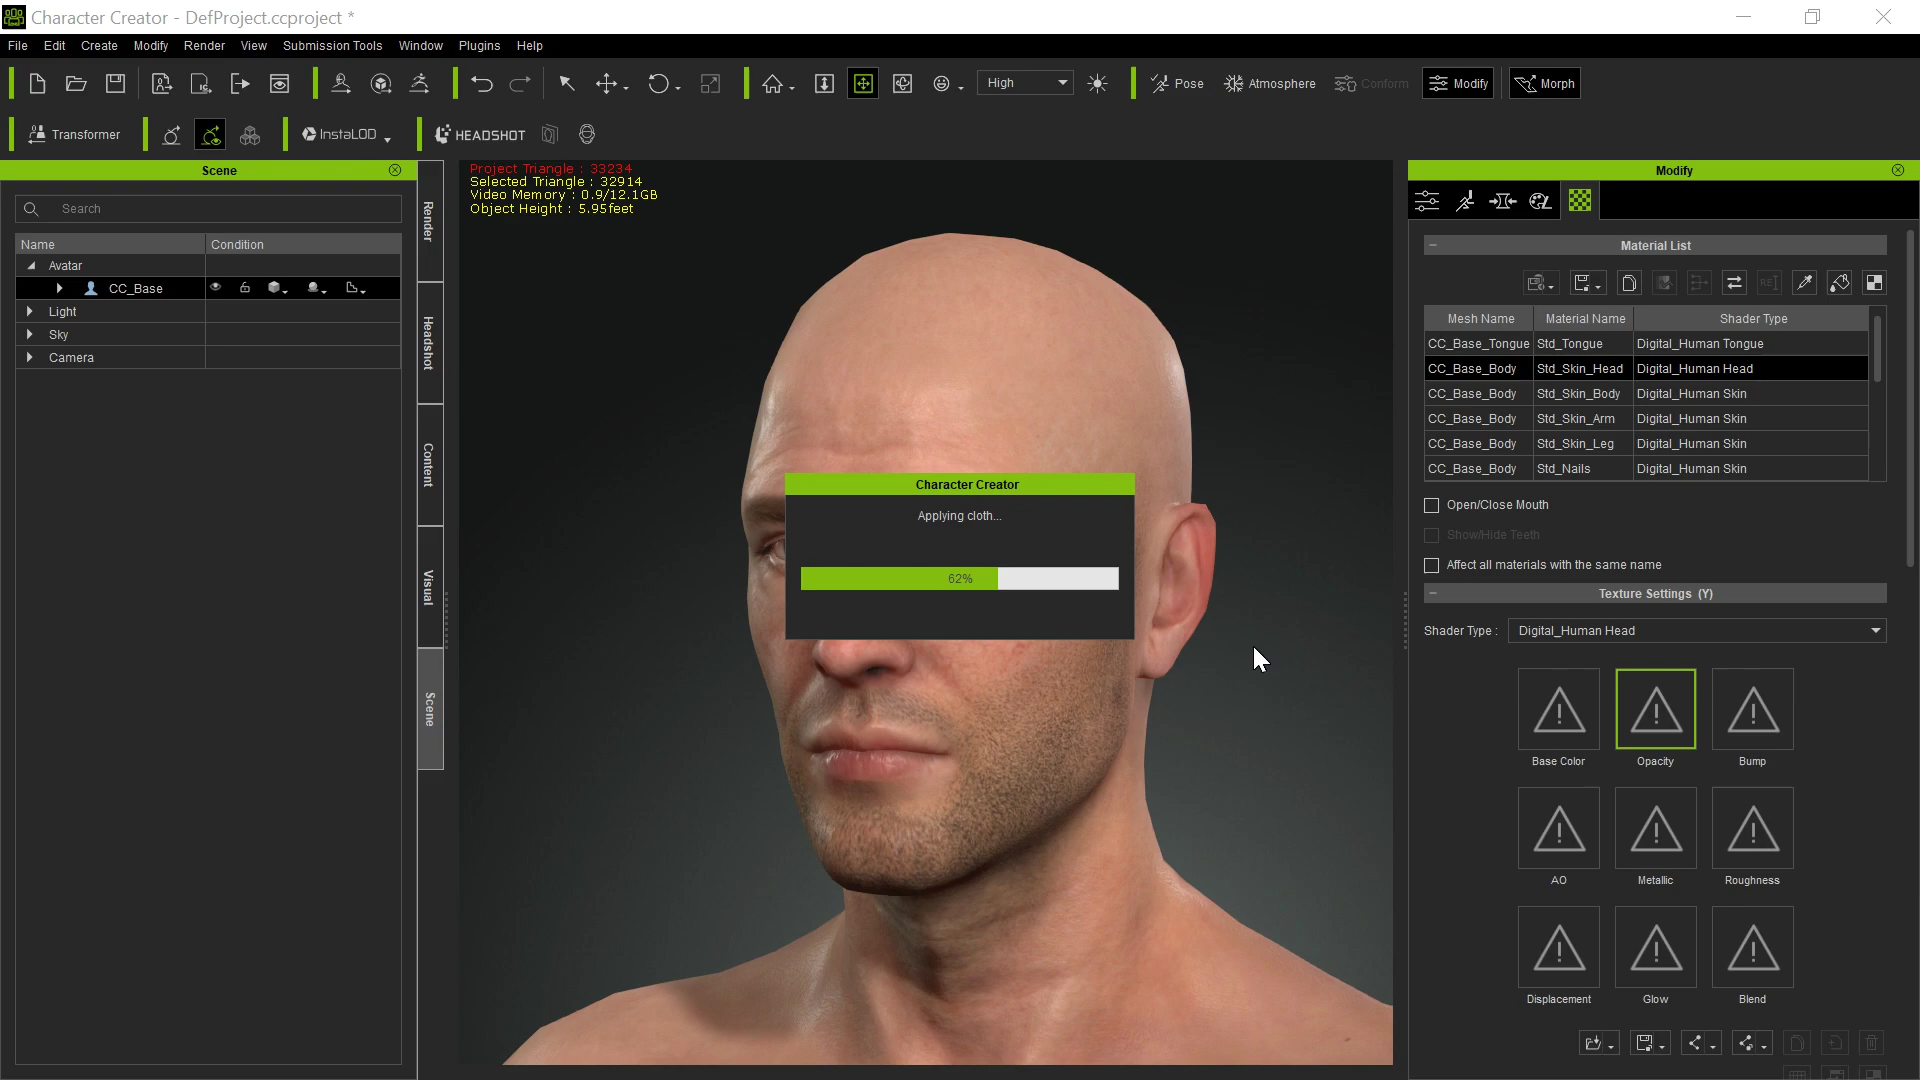 Character Creator - DefProject.ccproject *
File Edit Create Modify Render View Submission Tools Window Plugins Help
High Pose Atmosphere Conform Modify Morph
Transformer InstaLOD HEADSHOT
Scene
Search
Name Condition
Avatar
CC_Base
Light
Sky
Camera
Render
Headshot
Content
Visual
Scene
Project Triangle : 33234
Selected Triangle : 32914
Video Memory : 0.9/12.1GB
Object Height : 5.95feet
Character Creator
Applying cloth...
62%
Modify
Material List
Mesh Name Material Name Shader Type
CC_Base_Tongue Std_Tongue Digital_Human Tongue
CC_Base_Body Std_Skin_Head Digital_Human Head
CC_Base_Body Std_Skin_Body Digital_Human Skin
CC_Base_Body Std_Skin_Arm Digital_Human Skin
CC_Base_Body Std_Skin_Leg Digital_Human Skin
CC_Base_Body Std_Nails Digital_Human Skin
Open/Close Mouth
Show/Hide Teeth
Affect all materials with the same name
Texture Settings (Y)
Shader Type : Digital_Human Head
Base Color Opacity Bump
AO Metallic Roughness
Displacement Glow Blend